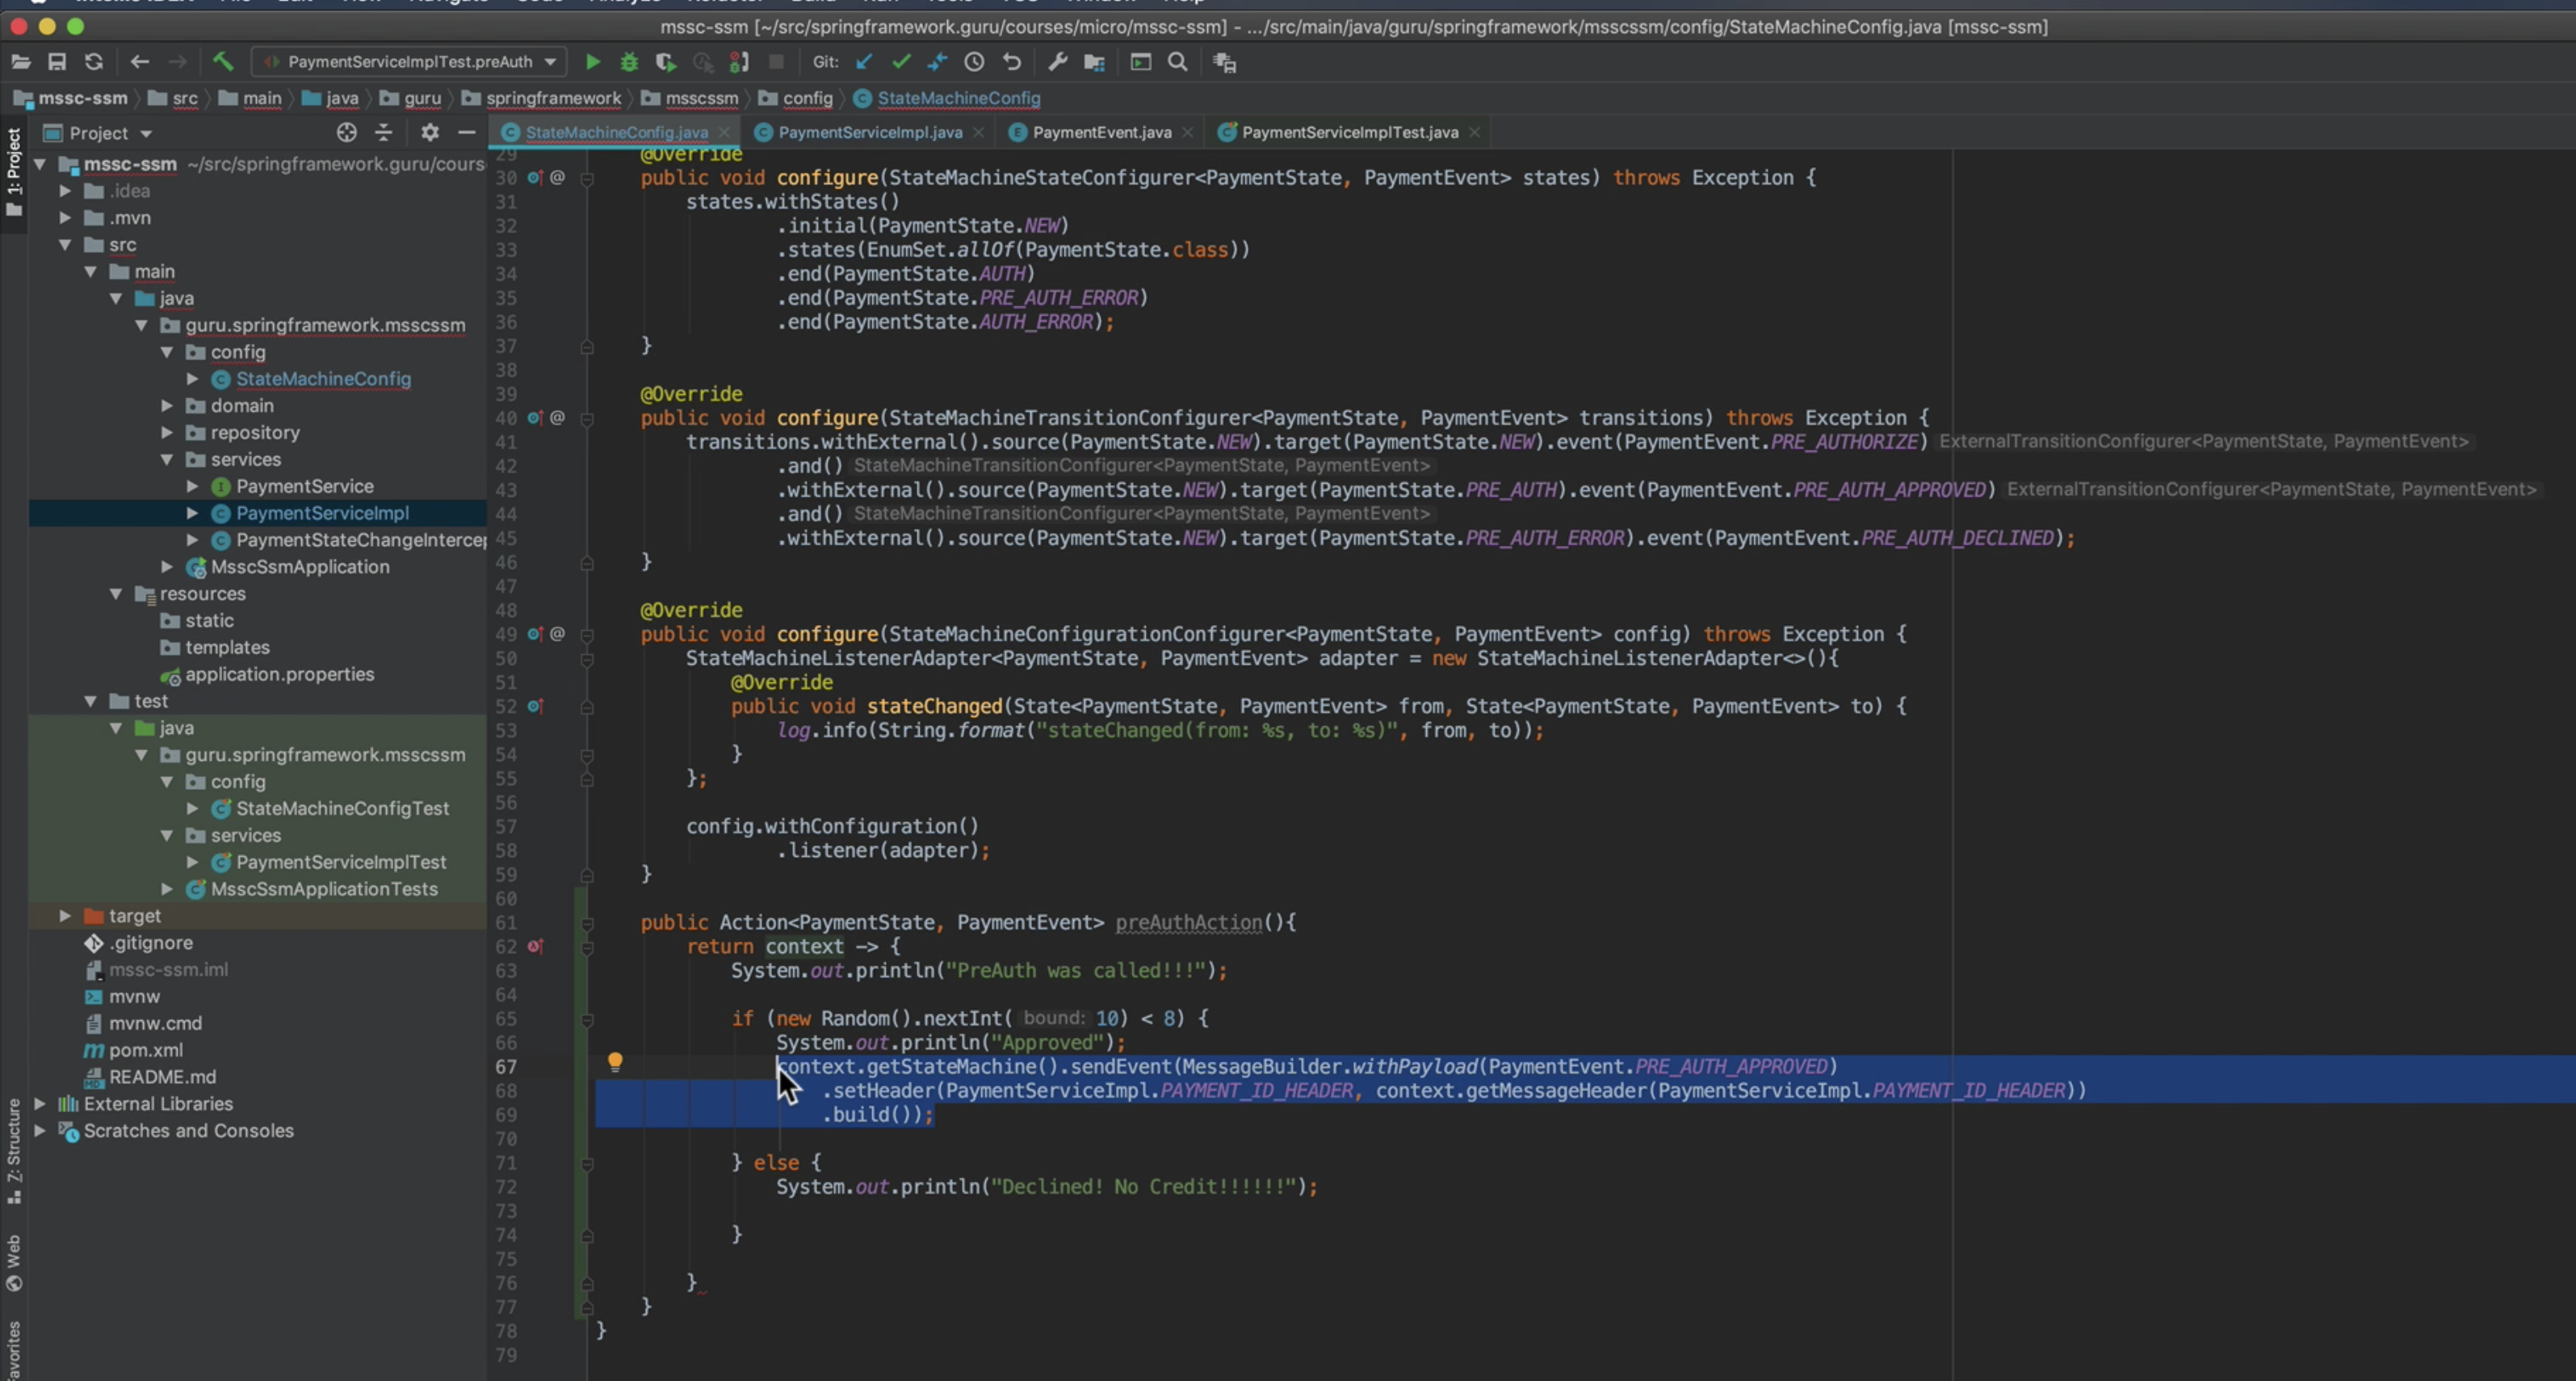 mssc-ssm [~/src/springframework.guru/courses/micro/mssc-ssm] - .../src/main/java/guru/springframework/msscssm/config/StateMachineConfig.java [mssc-ssm]
PaymentServiceImplTest.preAuth Git:
mssc-ssm src main java guru springframework msscssm config StateMachineConfig
Project
StateMachineConfig.java PaymentServiceImpl.java PaymentEvent.java PaymentServiceImplTest.java
1: Project
mssc-ssm ~/src/springframework.guru/cours
.idea
.mvn
src
main
java
guru.springframework.msscssm
config
StateMachineConfig
domain
repository
services
PaymentService
PaymentServiceImpl
PaymentStateChangeIntercep
MsscSsmApplication
resources
static
templates
application.properties
test
java
guru.springframework.msscssm
config
StateMachineConfigTest
services
PaymentServiceImplTest
MsscSsmApplicationTests
target
.gitignore
mssc-ssm.iml
mvnw
mvnw.cmd
pom.xml
README.md
External Libraries
Scratches and Consoles
Z: Structure
Web
Favorites
29 @Override
30 public void configure(StateMachineStateConfigurer<PaymentState, PaymentEvent> states) throws Exception {
31 states.withStates()
32 .initial(PaymentState.NEW)
33 .states(EnumSet.allOf(PaymentState.class))
34 .end(PaymentState.AUTH)
35 .end(PaymentState.PRE_AUTH_ERROR)
36 .end(PaymentState.AUTH_ERROR);
37 }
38
39 @Override
40 public void configure(StateMachineTransitionConfigurer<PaymentState, PaymentEvent> transitions) throws Exception {
41 transitions.withExternal().source(PaymentState.NEW).target(PaymentState.NEW).event(PaymentEvent.PRE_AUTHORIZE) ExternalTransitionConfigurer<PaymentState, PaymentEvent>
42 .and() StateMachineTransitionConfigurer<PaymentState, PaymentEvent>
43 .withExternal().source(PaymentState.NEW).target(PaymentState.PRE_AUTH).event(PaymentEvent.PRE_AUTH_APPROVED) ExternalTransitionConfigurer<PaymentState, PaymentEvent>
44 .and() StateMachineTransitionConfigurer<PaymentState, PaymentEvent>
45 .withExternal().source(PaymentState.NEW).target(PaymentState.PRE_AUTH_ERROR).event(PaymentEvent.PRE_AUTH_DECLINED);
46 }
47
48 @Override
49 public void configure(StateMachineConfigurationConfigurer<PaymentState, PaymentEvent> config) throws Exception {
50 StateMachineListenerAdapter<PaymentState, PaymentEvent> adapter = new StateMachineListenerAdapter<>(){
51 @Override
52 public void stateChanged(State<PaymentState, PaymentEvent> from, State<PaymentState, PaymentEvent> to) {
53 log.info(String.format("stateChanged(from: %s, to: %s)", from, to));
54 }
55 };
56
57 config.withConfiguration()
58 .listener(adapter);
59 }
60
61 public Action<PaymentState, PaymentEvent> preAuthAction(){
62 return context -> {
63 System.out.println("PreAuth was called!!!");
64
65 if (new Random().nextInt( bound: 10) < 8) {
66 System.out.println("Approved");
67 context.getStateMachine().sendEvent(MessageBuilder.withPayload(PaymentEvent.PRE_AUTH_APPROVED)
68 .setHeader(PaymentServiceImpl.PAYMENT_ID_HEADER, context.getMessageHeader(PaymentServiceImpl.PAYMENT_ID_HEADER))
69 .build());
70
71 } else {
72 System.out.println("Declined! No Credit!!!!!!");
73
74 }
75
76 }
77 }
78 }
79